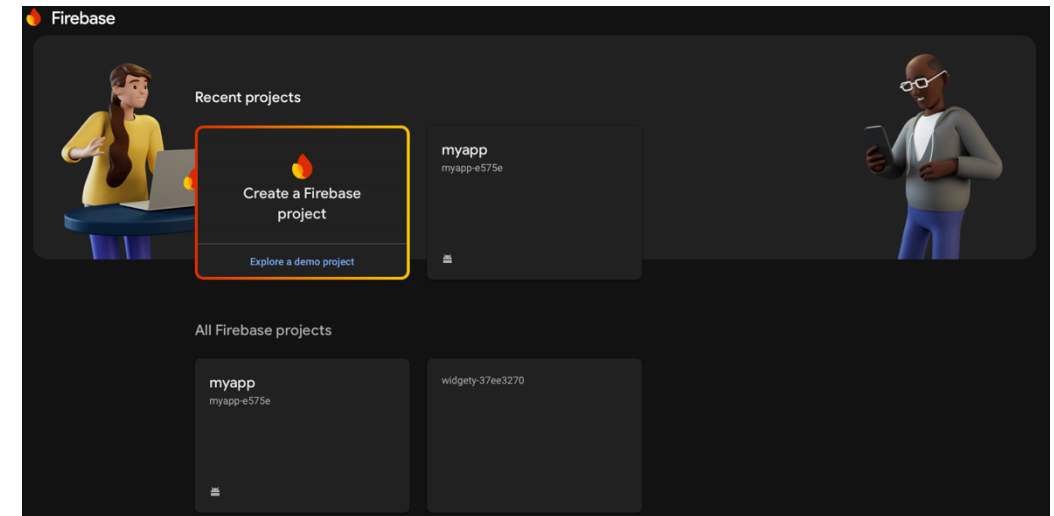 Firebase
Recent projects
Create a Firebase
project
Explore a demo project
myapp
myapp-e575e
All Firebase projects
myapp
myapp-e575e
widgety-37ee3270